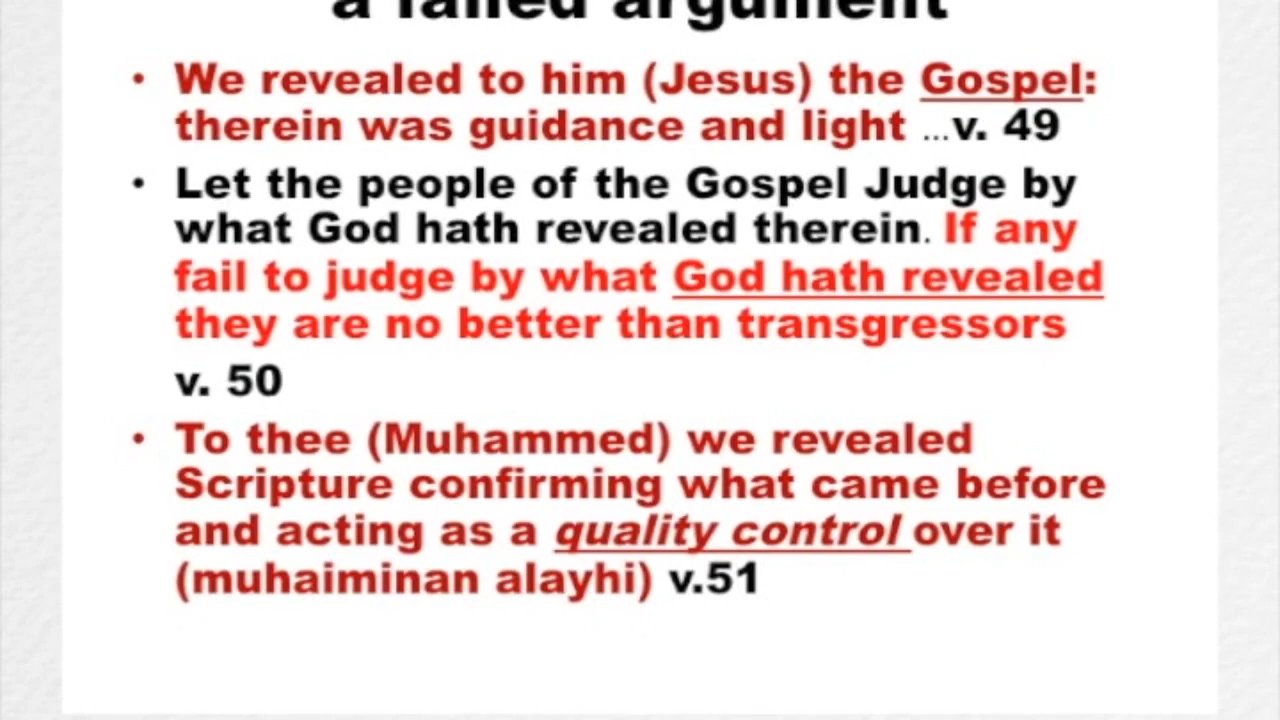 a failed argument
• We revealed to him (Jesus) the Gospel:
therein was guidance and light ...v. 49
• Let the people of the Gospel Judge by
what God hath revealed therein. If any
fail to judge by what God hath revealed
they are no better than transgressors
v. 50
• To thee (Muhammed) we revealed
Scripture confirming what came before
and acting as a quality control over it
(muhaiminan alayhi) v.51